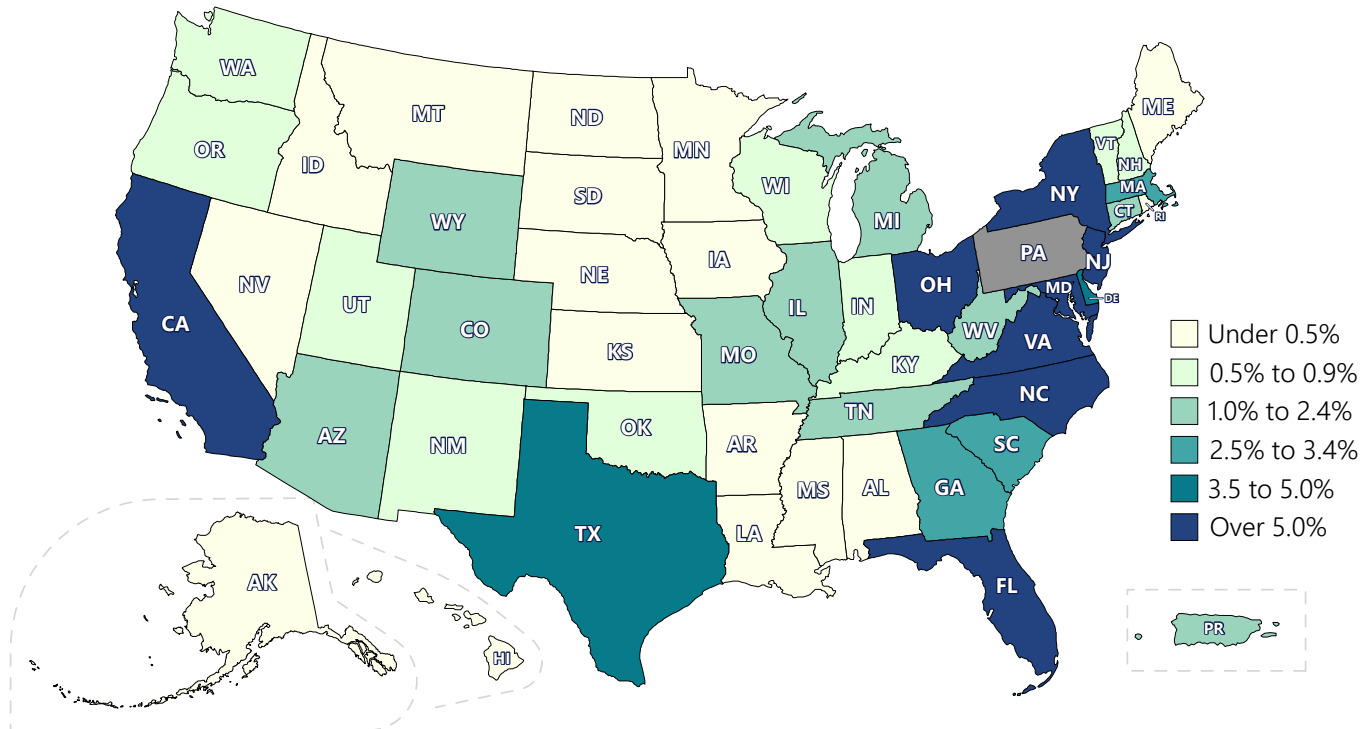 WA
OR
CA
ID
NV
MT
WY
UT
CO
AZ
NM
ND
SD
NE
KS
OK
TX
MN
IA
MO
AR
LA
WI
IL
MI
IN
OH
KY
TN
MS
AL
GA
FL
SC
NC
VA
WV
PA
NY
VT
NH
ME
MA
CT
RI
NJ
MD
DE
AK
HI
PR
Under 0.5%
0.5% to 0.9%
1.0% to 2.4%
2.5% to 3.4%
3.5 to 5.0%
Over 5.0%